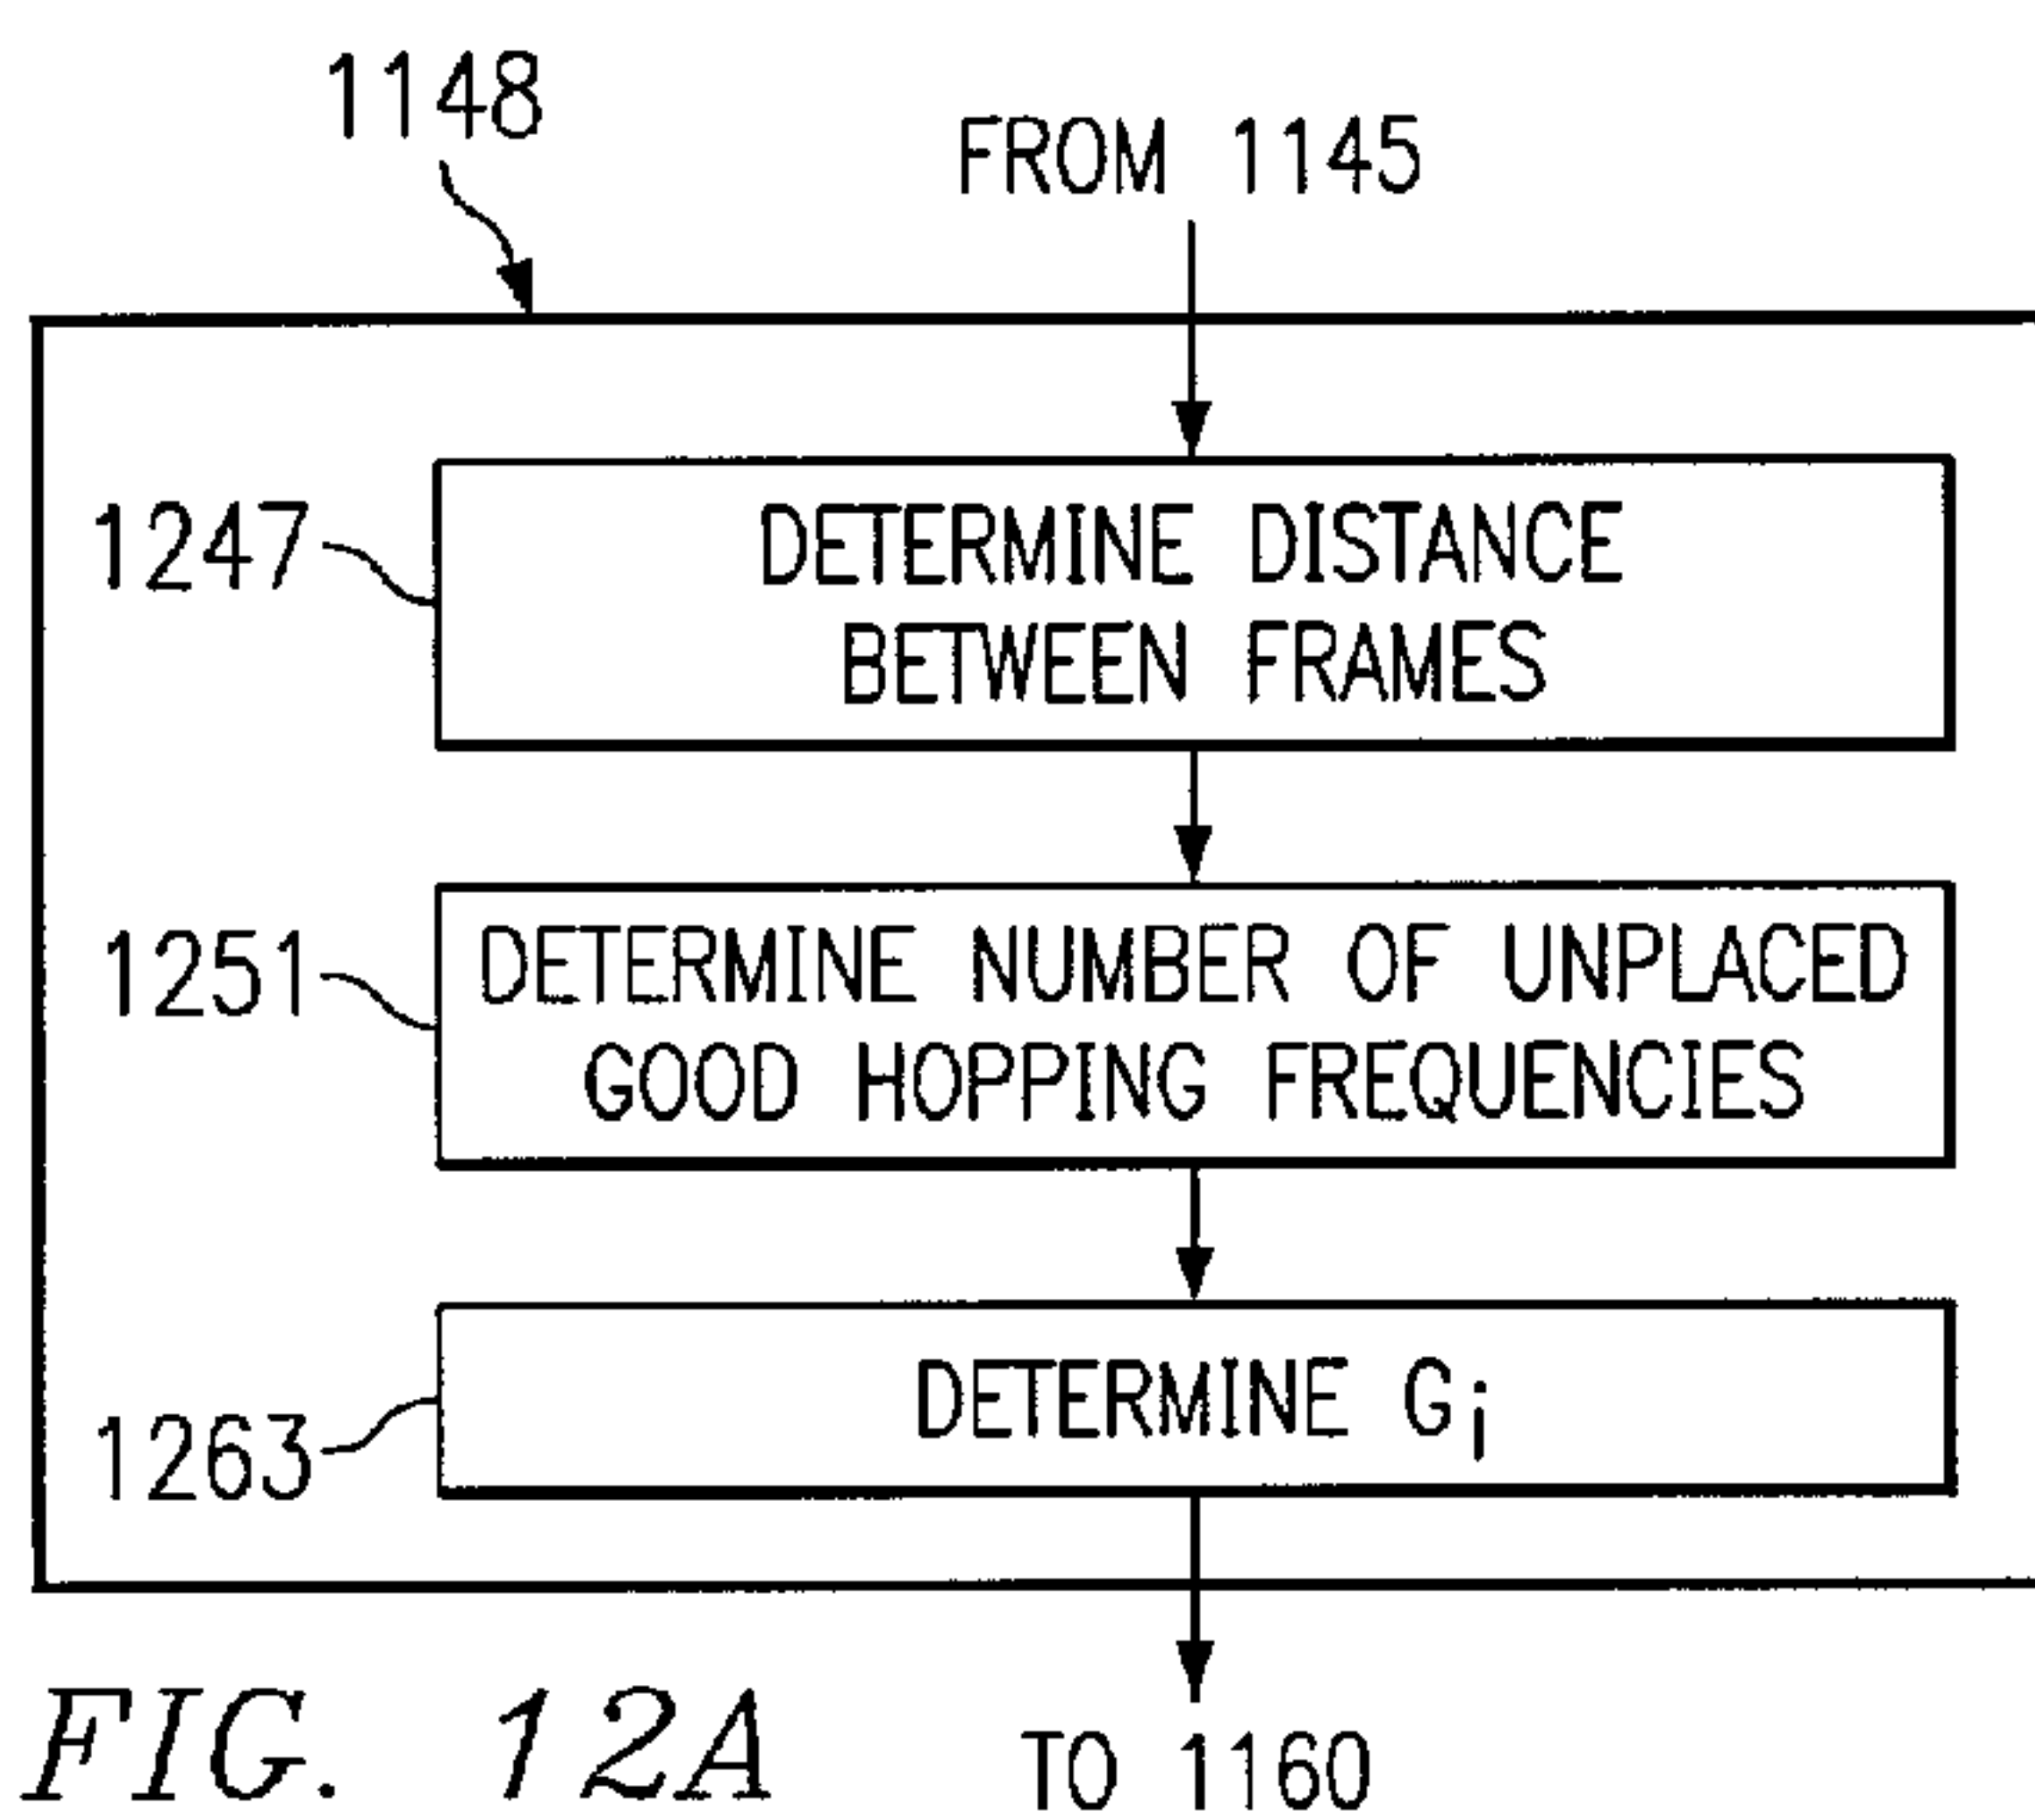 1148
FROM 1145
1247
DETERMINE DISTANCE
BETWEEN FRAMES
1251
DETERMINE NUMBER OF UNPLACED
GOOD HOPPING FREQUENCIES
1263
DETERMINE Gi
FIG. 12A
TO 1160